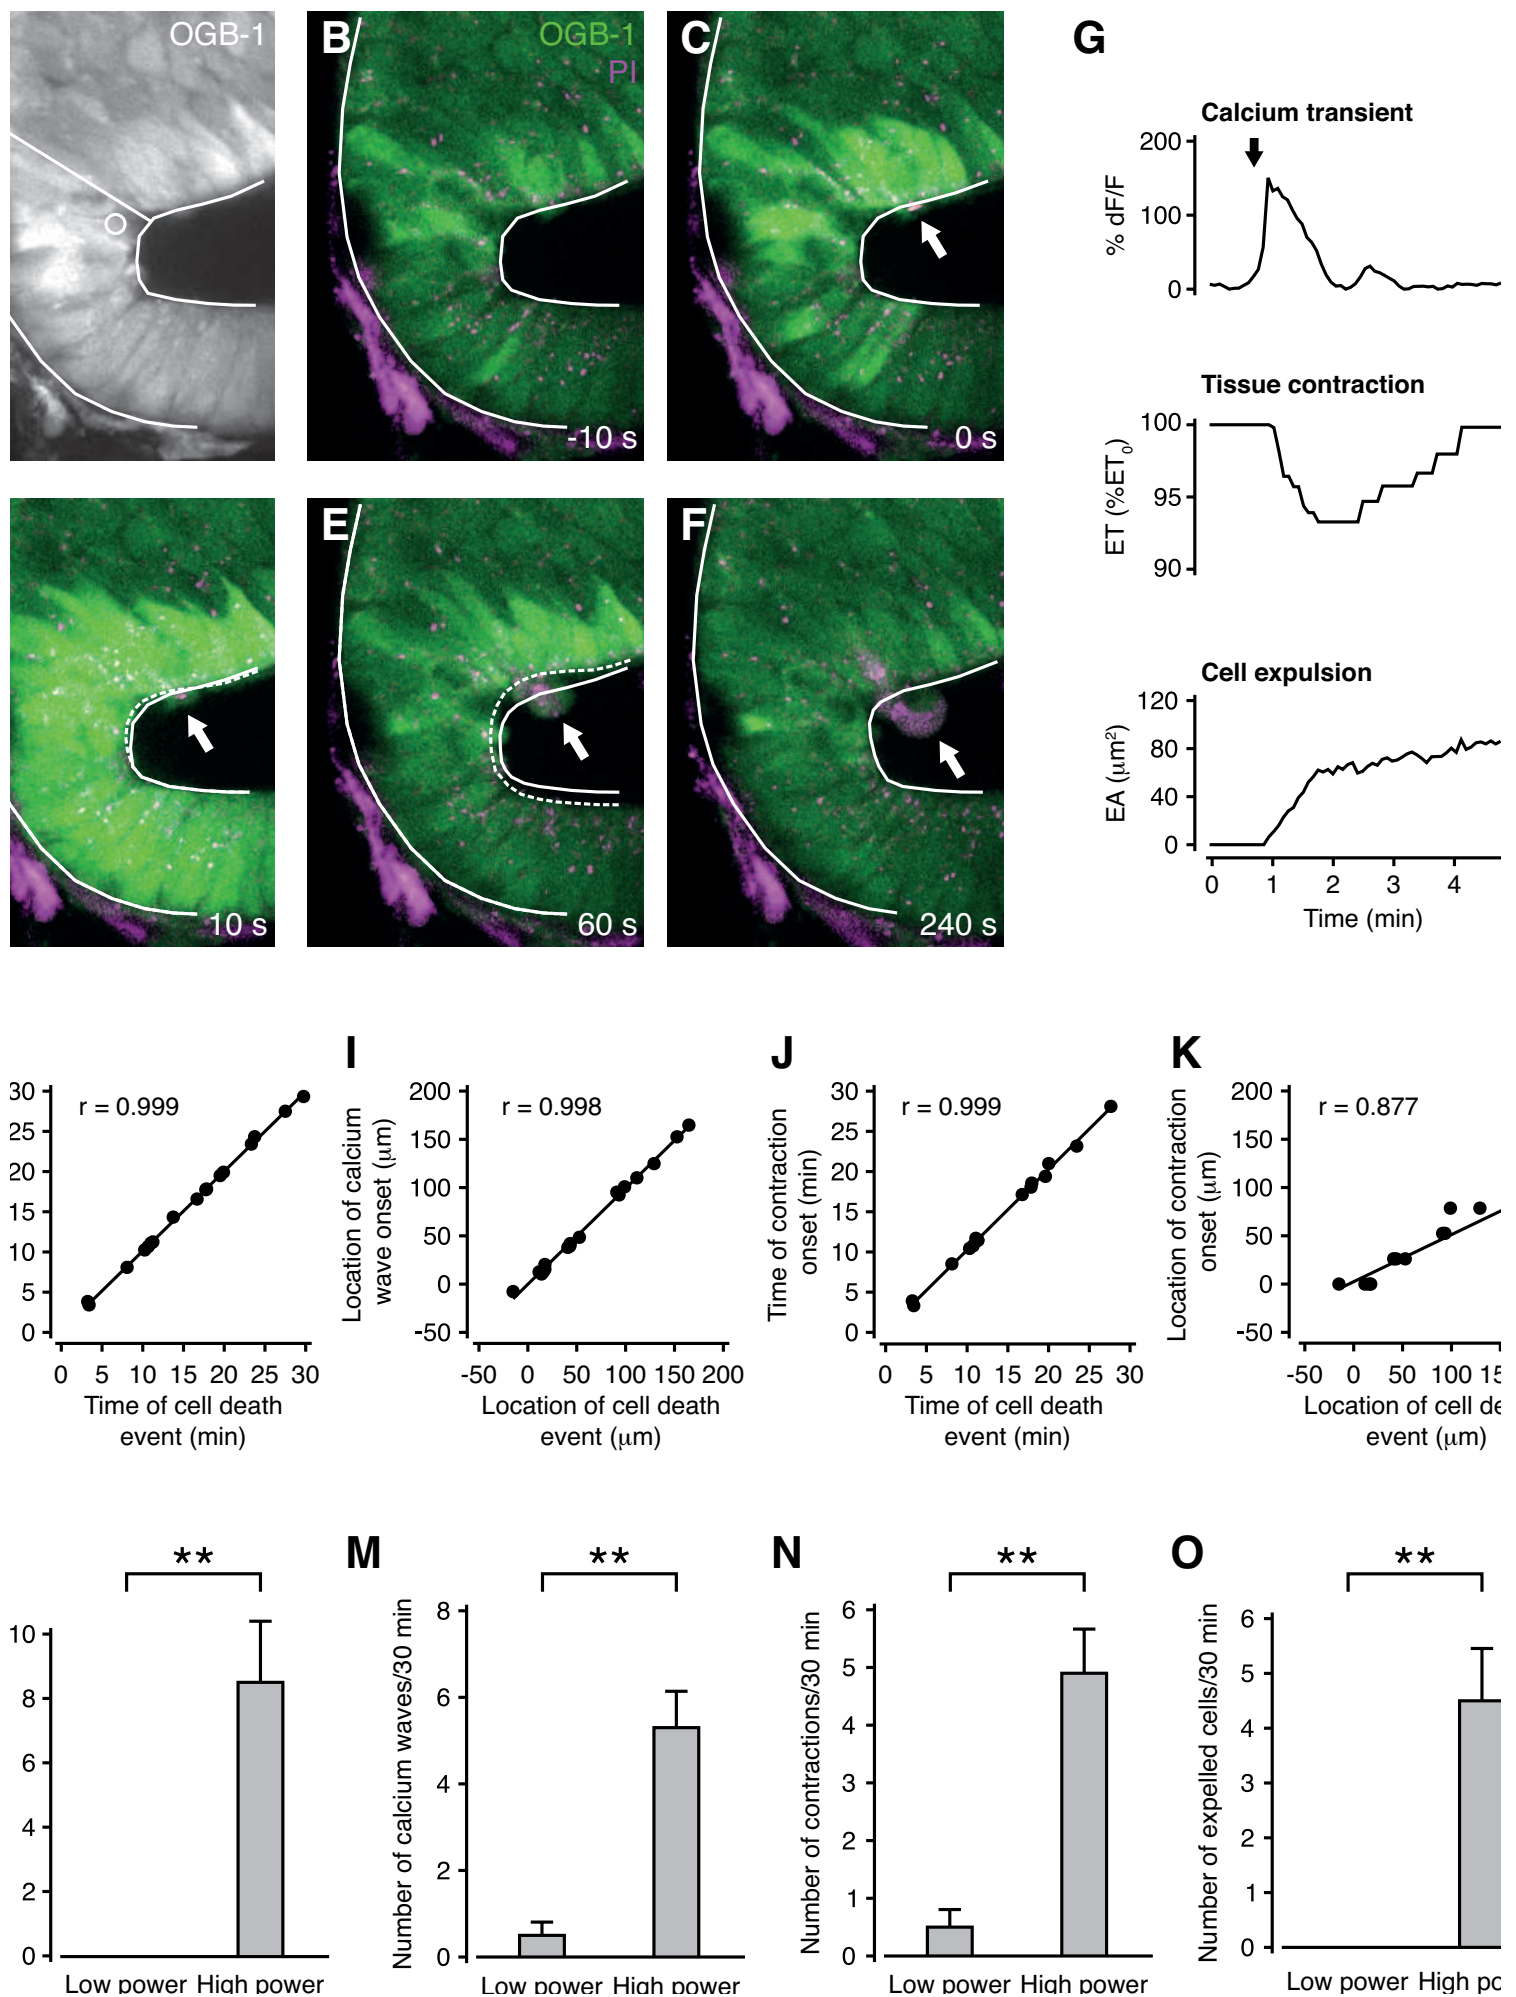 OGB-1
B
OGB-1
PI
-10 s
C
0 s
10 s
E
60 s
F
240 s
G
Calcium transient
200
100
0
% dF/F
Tissue contraction
100
95
90
ET (%ET0)
Cell expulsion
120
80
40
0
EA (μm²)
0 1 2 3 4
Time (min)
r = 0.999
30
25
20
15
10
5
0
0 5 10 15 20 25 30
Time of cell death
event (min)
I
r = 0.998
Location of calcium
wave onset (μm)
200
150
100
50
0
-50
-50 0 50 100 150 200
Location of cell death
event (μm)
J
r = 0.999
Time of contraction
onset (min)
30
25
20
15
10
5
0
0 5 10 15 20 25 30
Time of cell death
event (min)
K
r = 0.877
Location of contraction
onset (μm)
200
150
100
50
0
-50
-50 0 50 100 15
Location of cell de
event (μm)
**
10
8
6
4
2
0
Low power High power
M
**
Number of calcium waves/30 min
8
6
4
2
0
Low power High power
N
**
Number of contractions/30 min
6
5
4
3
2
1
0
Low power High power
O
**
Number of expelled cells/30 min
6
5
4
3
2
1
0
Low power High po